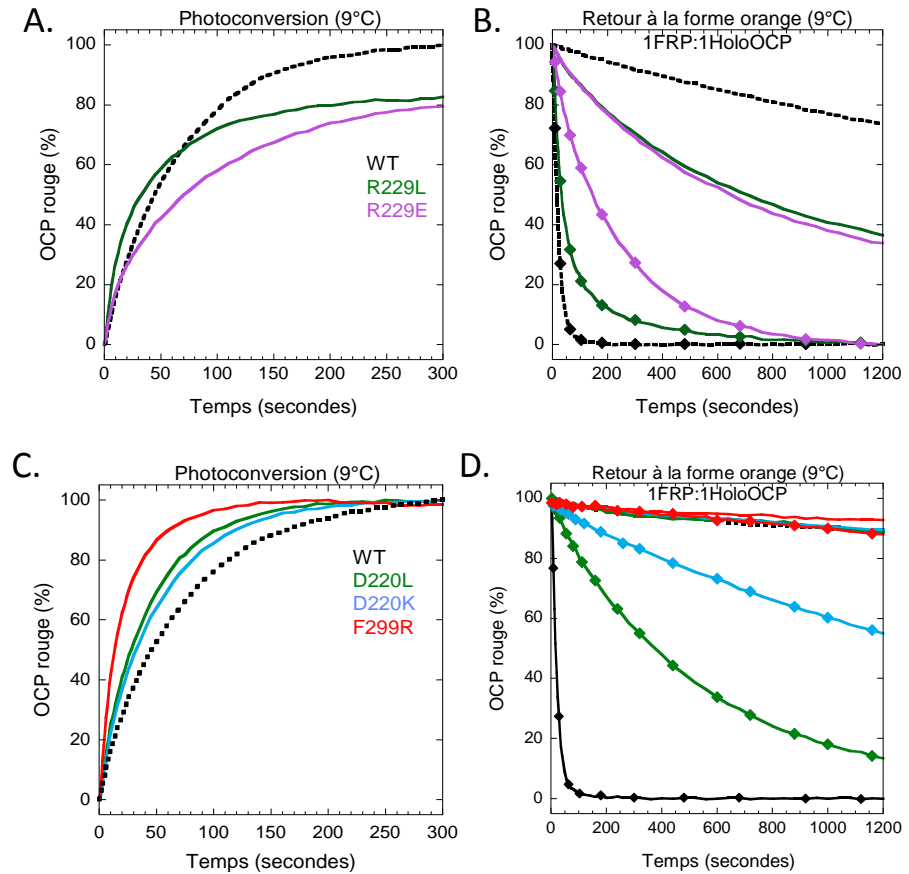 A.
Photoconversion (9°C)
100
80
60
40
20
0
OCP rouge (%)
WT
R229L
R229E
0 50 100 150 200 250 300
Temps (secondes)
B.
Retour à la forme orange (9°C)
1FRP:1HoloOCP
100
80
60
40
20
0
OCP rouge (%)
0 200 400 600 800 1000 1200
Temps (secondes)
C.
Photoconversion (9°C)
100
80
60
40
20
0
OCP rouge (%)
WT
D220L
D220K
F299R
0 50 100 150 200 250 300
Temps (secondes)
D.
Retour à la forme orange (9°C)
1FRP:1HoloOCP
100
80
60
40
20
0
OCP rouge (%)
0 200 400 600 800 1000 1200
Temps (secondes)